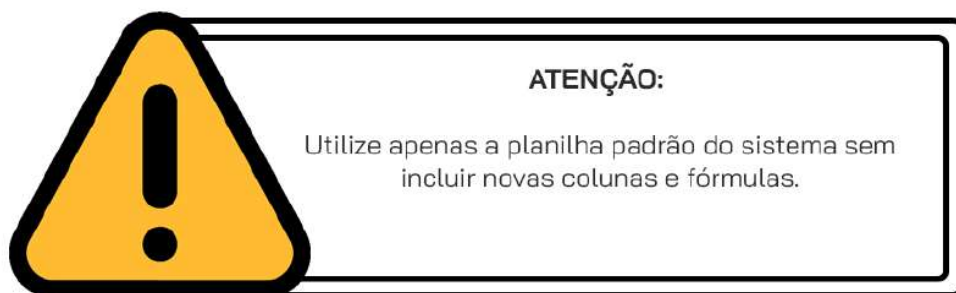 ATENÇÃO:
Utilize apenas a planilha padrão do sistema sem
incluir novas colunas e fórmulas.